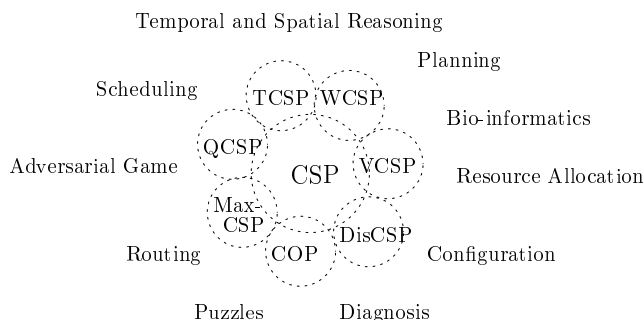 Temporal and Spatial Reasoning
Planning
Scheduling
TCSP
WCSP
Bio-informatics
QCSP
Adversarial Game
VCSP
CSP
Resource Allocation
Max-
CSP
DisCSP
Routing
COP
Configuration
Puzzles
Diagnosis